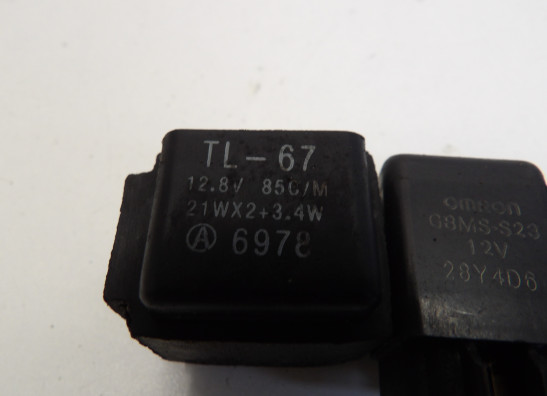 TL-67
12.8V 85C/M
21WX2+3.4W
Ⓐ 6978
omron
G8MS-S23
12V
28Y4D6